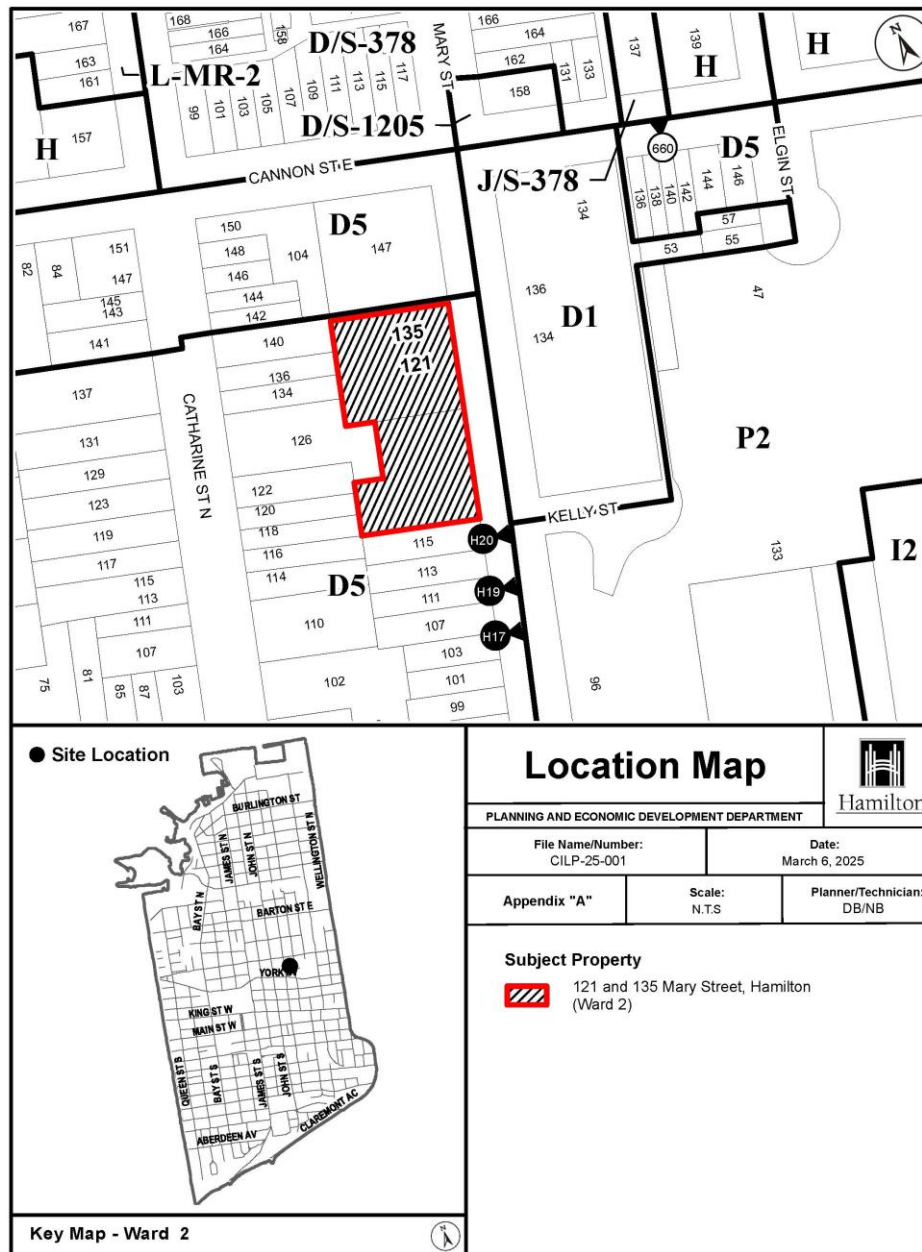 167
163
161
157
H
L-MR-2
168
166
164
158
D/S-378
99
101
103
105
107
109
111
113
115
117
MARY ST
166
164
162
158
131
133
D/S-1205
137
139
H
H
N
CANNON ST E
J/S-378
660
D5
ELGIN ST
136
138
140
142
144
146
57
55
53
47
82
84
151
147
145
143
141
150
148
146
144
142
104
D5
147
134
136
134
D1
135
121
140
136
134
126
122
120
118
116
114
110
102
137
131
129
123
119
117
115
113
111
107
CATHARINE ST N
75
81
85
87
103
D5
115
113
111
107
103
101
99
H20
H19
H17
KELLY ST
P2
133
I2
96
Site Location
BURLINGTON ST
JAMES ST N
JOHN ST N
WELLINGTON ST N
BAY ST N
BARTON ST E
YORK
KING ST W
MAIN ST W
QUEEN ST S
BAY ST S
JAMES ST S
JOHN ST S
CLAREMONT AC
ABERDEEN AV
Key Map - Ward 2
N
Location Map
Hamilton
PLANNING AND ECONOMIC DEVELOPMENT DEPARTMENT
File Name/Number:
CILP-25-001
Date:
March 6, 2025
Appendix "A"
Scale:
N.T.S
Planner/Technician:
DB/NB
Subject Property
121 and 135 Mary Street, Hamilton
(Ward 2)